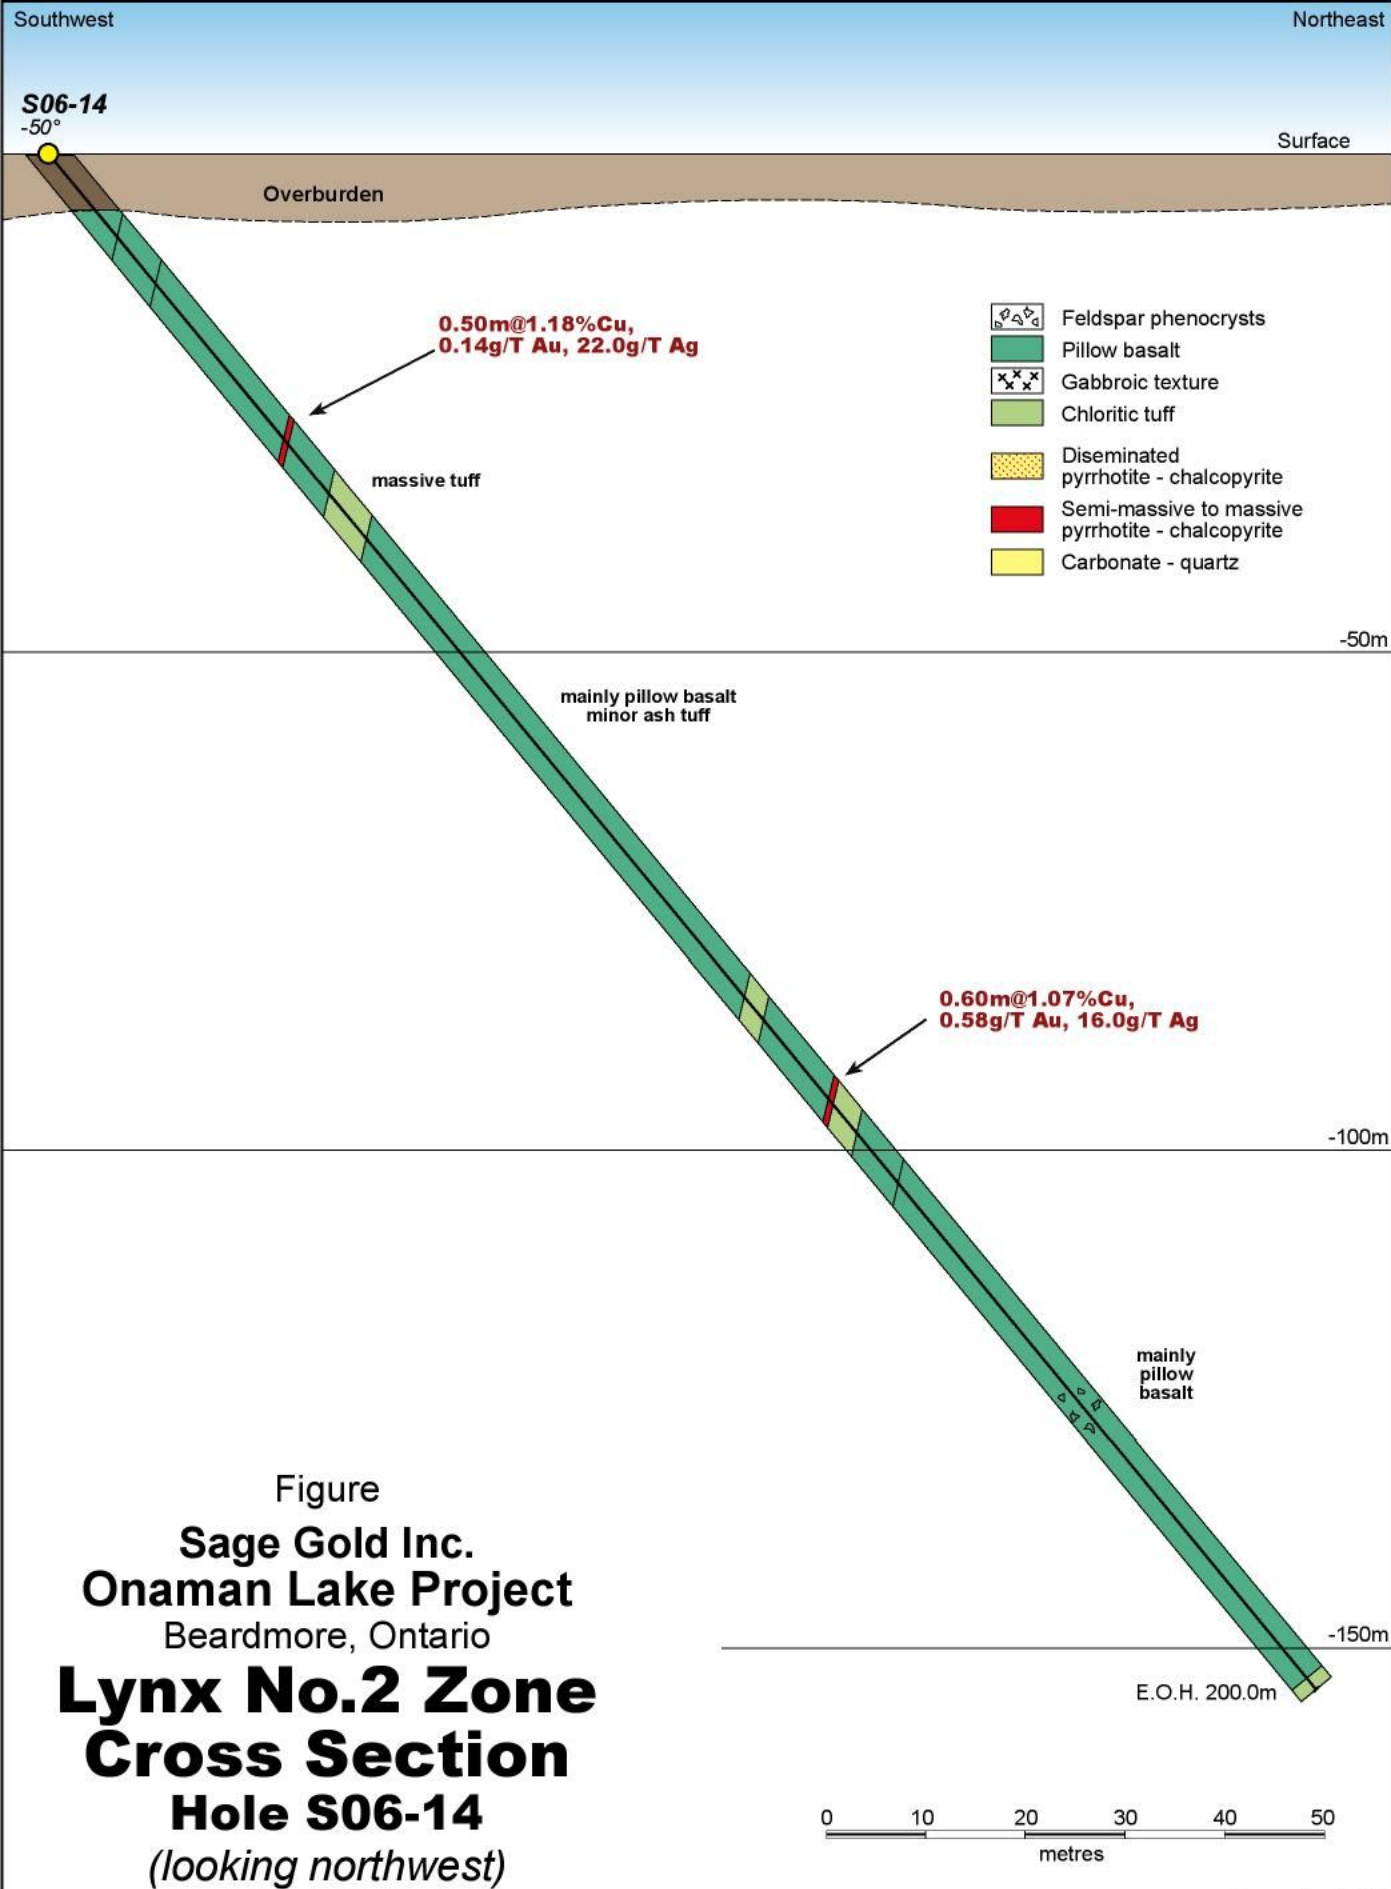 Southwest
Northeast
S06-14
-50°
Surface
Overburden
0.50m@1.18%Cu,
0.14g/T Au, 22.0g/T Ag
Feldspar phenocrysts
Pillow basalt
Gabbroic texture
Chloritic tuff
Diseminated
pyrrhotite - chalcopyrite
Semi-massive to massive
pyrrhotite - chalcopyrite
Carbonate - quartz
massive tuff
-50m
mainly pillow basalt
minor ash tuff
0.60m@1.07%Cu,
0.58g/T Au, 16.0g/T Ag
-100m
mainly
pillow
basalt
-150m
E.O.H. 200.0m
Figure
Sage Gold Inc.
Onaman Lake Project
Beardmore, Ontario
Lynx No.2 Zone
Cross Section
Hole S06-14
(looking northwest)
0 10 20 30 40 50
metres